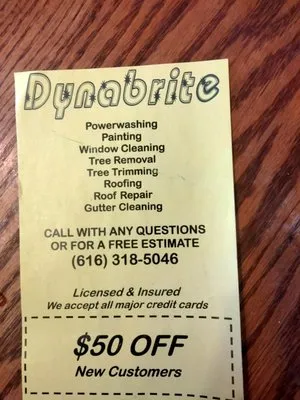 Dynabrite
Powerwashing
Painting
Window Cleaning
Tree Removal
Tree Trimming
Roofing
Roof Repair
Gutter Cleaning
CALL WITH ANY QUESTIONS
OR FOR A FREE ESTIMATE
(616) 318-5046
Licensed & Insured
We accept all major credit cards
$50 OFF
New Customers